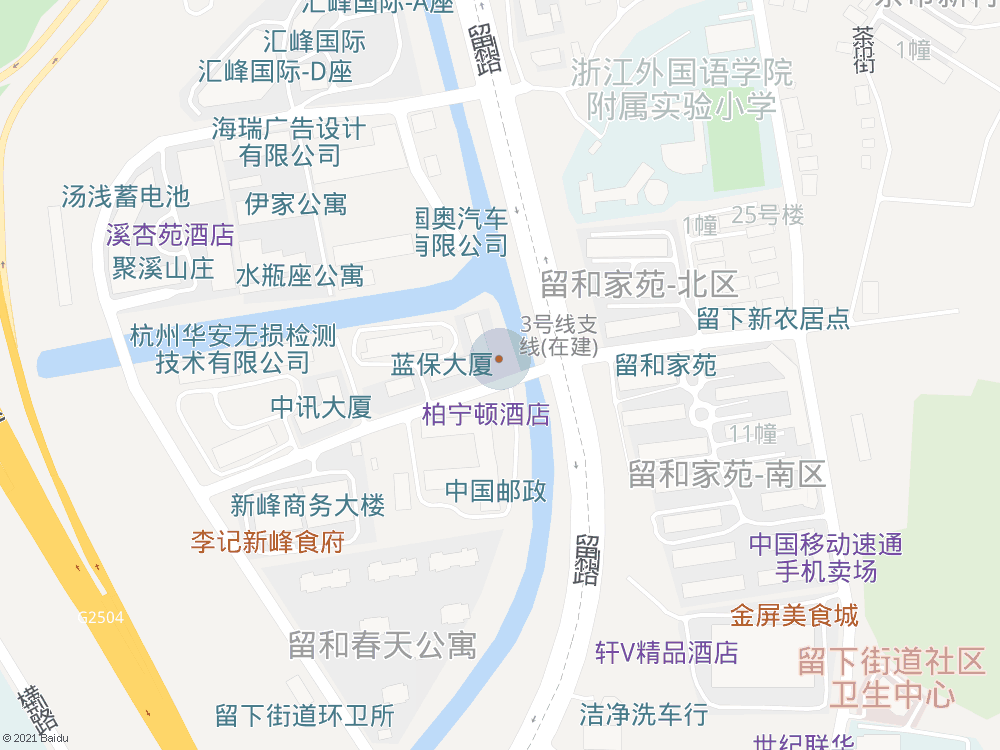 汇峰国际-A座
汇峰国际
汇峰国际-D座
留和路
浙江外国语学院
附属实验小学
茶市街
1幢
海瑞广告设计
有限公司
汤浅蓄电池
伊家公寓
国奥汽车
有限公司
溪杏苑酒店
聚溪山庄
水瓶座公寓
1幢
25号楼
留和家苑-北区
3号线支
线(在建)
留下新农居点
杭州华安无损检测
技术有限公司
蓝保大厦
留和家苑
中讯大厦
柏宁顿酒店
11幢
留和家苑-南区
中国邮政
新峰商务大楼
李记新峰食府
留和路
中国移动速通
手机卖场
G2504
金屏美食城
留和春天公寓
轩V精品酒店
留下街道社区
卫生中心
留下街道环卫所
洁净洗车行
世纪联华
© 2021 Baidu